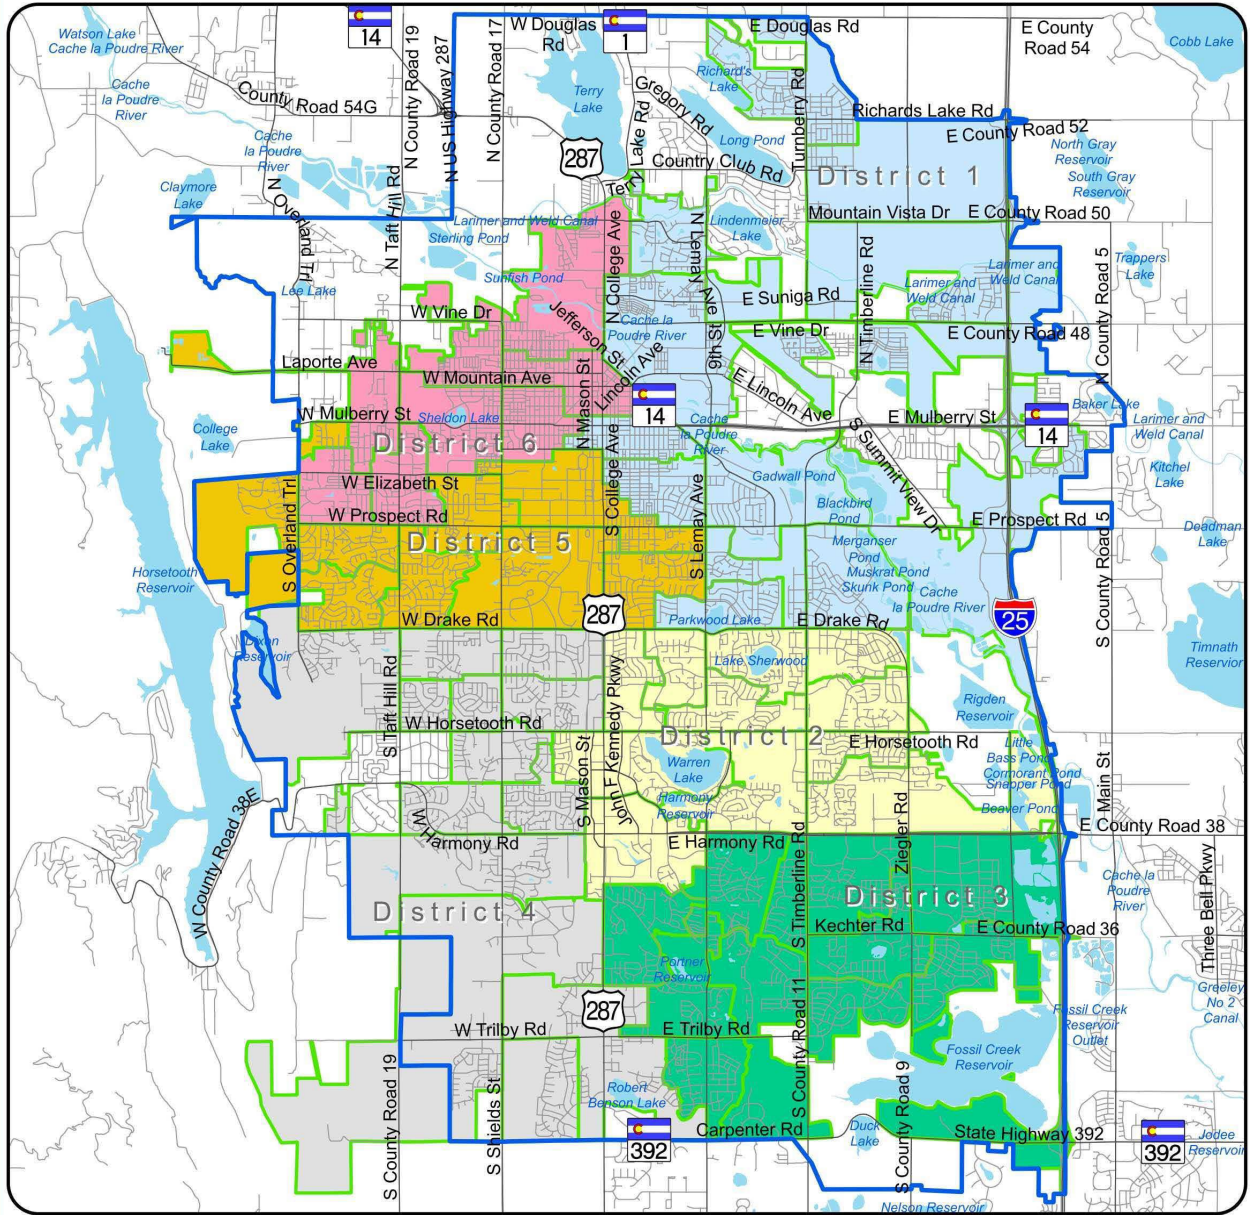 Watson Lake
Cache la Poudre River
14
N County Road 19
N US Highway 287
N County Road 17
W Douglas
Rd
1
E Douglas Rd
E County
Road 54
Cobb Lake
Cache
la Poudre
River
County Road 54G
Terry
Lake
Gregory Rd
Richard's
Lake
Turnberry Rd
Richards Lake Rd
E County Road 52
Cache
la Poudre
River
287
Terry Lake Rd
Long Pond
Country Club Rd
North Gray
Reservoir
South Gray
Reservoir
Claymore
Lake
N Overland Trl
N Taft Hill Rd
District 1
Larimer and Weld Canal
Sterling Pond
N College Ave
N Lemay Ave
Lindenmeier
Lake
Mountain Vista Dr
E County Road 50
Lee Lake
Sunfish Pond
N Timberline Rd
Larimer and
Weld Canal
Larimer and
Weld Canal
Trappers
Lake
N County Road 5
E Suniga Rd
W Vine Dr
Jefferson St
Cache la
Poudre River
9th St
E Vine Dr
E County Road 48
Laporte Ave
W Mountain Ave
N Mason St
Lincoln Ave
E Lincoln Ave
14
W Mulberry St
Sheldon Lake
Cache
la Poudre
River
E Mulberry St
14
Baker Lake
Larimer and
Weld Canal
College
Lake
District 6
S College Ave
S Summit View Dr
Kitchel
Lake
W Elizabeth St
Gadwall Pond
S Lemay Ave
S Overland Trl
W Prospect Rd
Blackbird
Pond
E Prospect Rd
S County Road 5
Deadman
Lake
District 5
Merganser
Pond
Muskrat Pond
Skunk Pond
Cache
la Poudre River
Horsetooth
Reservoir
W Drake Rd
287
Parkwood Lake
E Drake Rd
25
Dixon
Reservoir
S Taft Hill Rd
John F Kennedy Pkwy
Lake Sherwood
Timnath
Reservior
Rigden
Reservoir
W Horsetooth Rd
District 2
E Horsetooth Rd
S Mason St
Warren
Lake
Little
Bass Pond
Cormorant Pond
Snapper Pond
Main St
Harmony
Reservoir
Beaver Pond
W County Road 38E
W Harmony Rd
E Harmony Rd
S Timberline Rd
Ziegler Rd
E County Road 38
Three Bell Pkwy
District 4
District 3
Cache la
Poudre
River
Kechter Rd
E County Road 36
Portner
Reservoir
S County Road 11
Greeley
No 2
Canal
287
W Trilby Rd
E Trilby Rd
Fossil Creek
Reservoir
Outlet
Fossil Creek
Reservoir
S County Road 19
S Shields St
Robert
Benson Lake
S County Road 9
392
Carpenter Rd
Duck
Lake
State Highway 392
392
Jodee
Reservoir
Nelson Reservoir